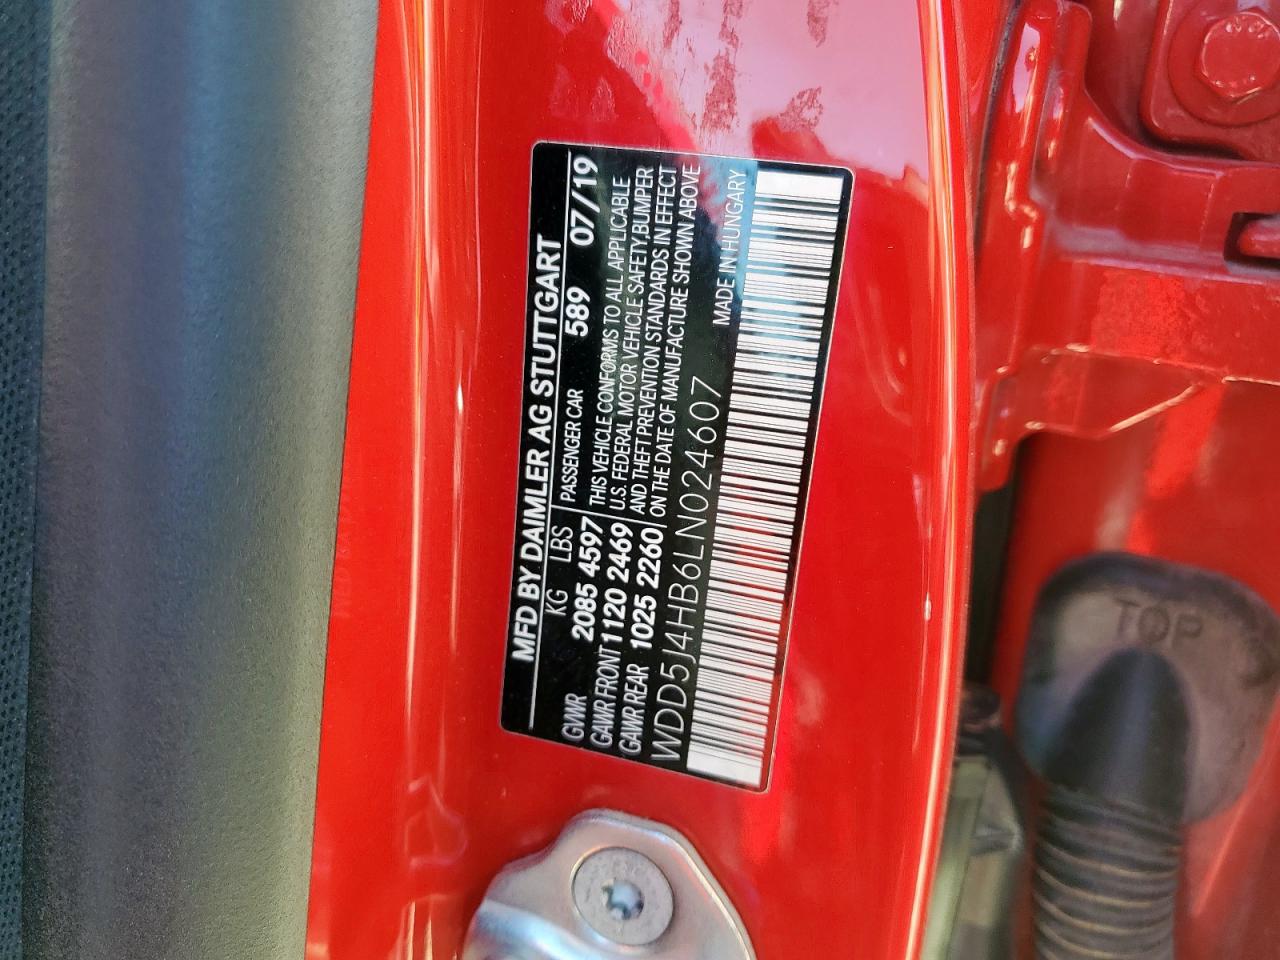 MFD BY DAIMLER AG STUTTGART
KG LBS PASSENGER CAR 589 07/19
GVWR 2085 4597 THIS VEHICLE CONFORMS TO ALL APPLICABLE
GAWR FRONT 1120 2469 U.S. FEDERAL MOTOR VEHICLE SAFETY,BUMPER
GAWR REAR 1025 2260 AND THEFT PREVENTION STANDARDS IN EFFECT
ON THE DATE OF MANUFACTURE SHOWN ABOVE
WDD5J4HB6LN024607 MADE IN HUNGARY
TOP